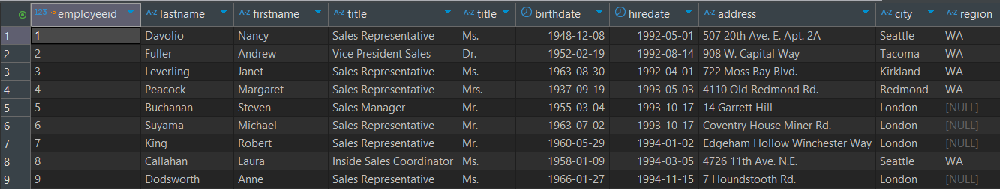 123 employeeid A-Z lastname A-Z firstname A-Z title A-Z title birthdate hiredate A-Z address A-Z city A-Z region
1 1 Davolio Nancy Sales Representative Ms. 1948-12-08 1992-05-01 507 20th Ave. E. Apt. 2A Seattle WA
2 2 Fuller Andrew Vice President Sales Dr. 1952-02-19 1992-08-14 908 W. Capital Way Tacoma WA
3 3 Leverling Janet Sales Representative Ms. 1963-08-30 1992-04-01 722 Moss Bay Blvd. Kirkland WA
4 4 Peacock Margaret Sales Representative Mrs. 1937-09-19 1993-05-03 4110 Old Redmond Rd. Redmond WA
5 5 Buchanan Steven Sales Manager Mr. 1955-03-04 1993-10-17 14 Garrett Hill London [NULL]
6 6 Suyama Michael Sales Representative Mr. 1963-07-02 1993-10-17 Coventry House Miner Rd. London [NULL]
7 7 King Robert Sales Representative Mr. 1960-05-29 1994-01-02 Edgeham Hollow Winchester Way London [NULL]
8 8 Callahan Laura Inside Sales Coordinator Ms. 1958-01-09 1994-03-05 4726 11th Ave. N.E. Seattle WA
9 9 Dodsworth Anne Sales Representative Ms. 1966-01-27 1994-11-15 7 Houndstooth Rd. London [NULL]